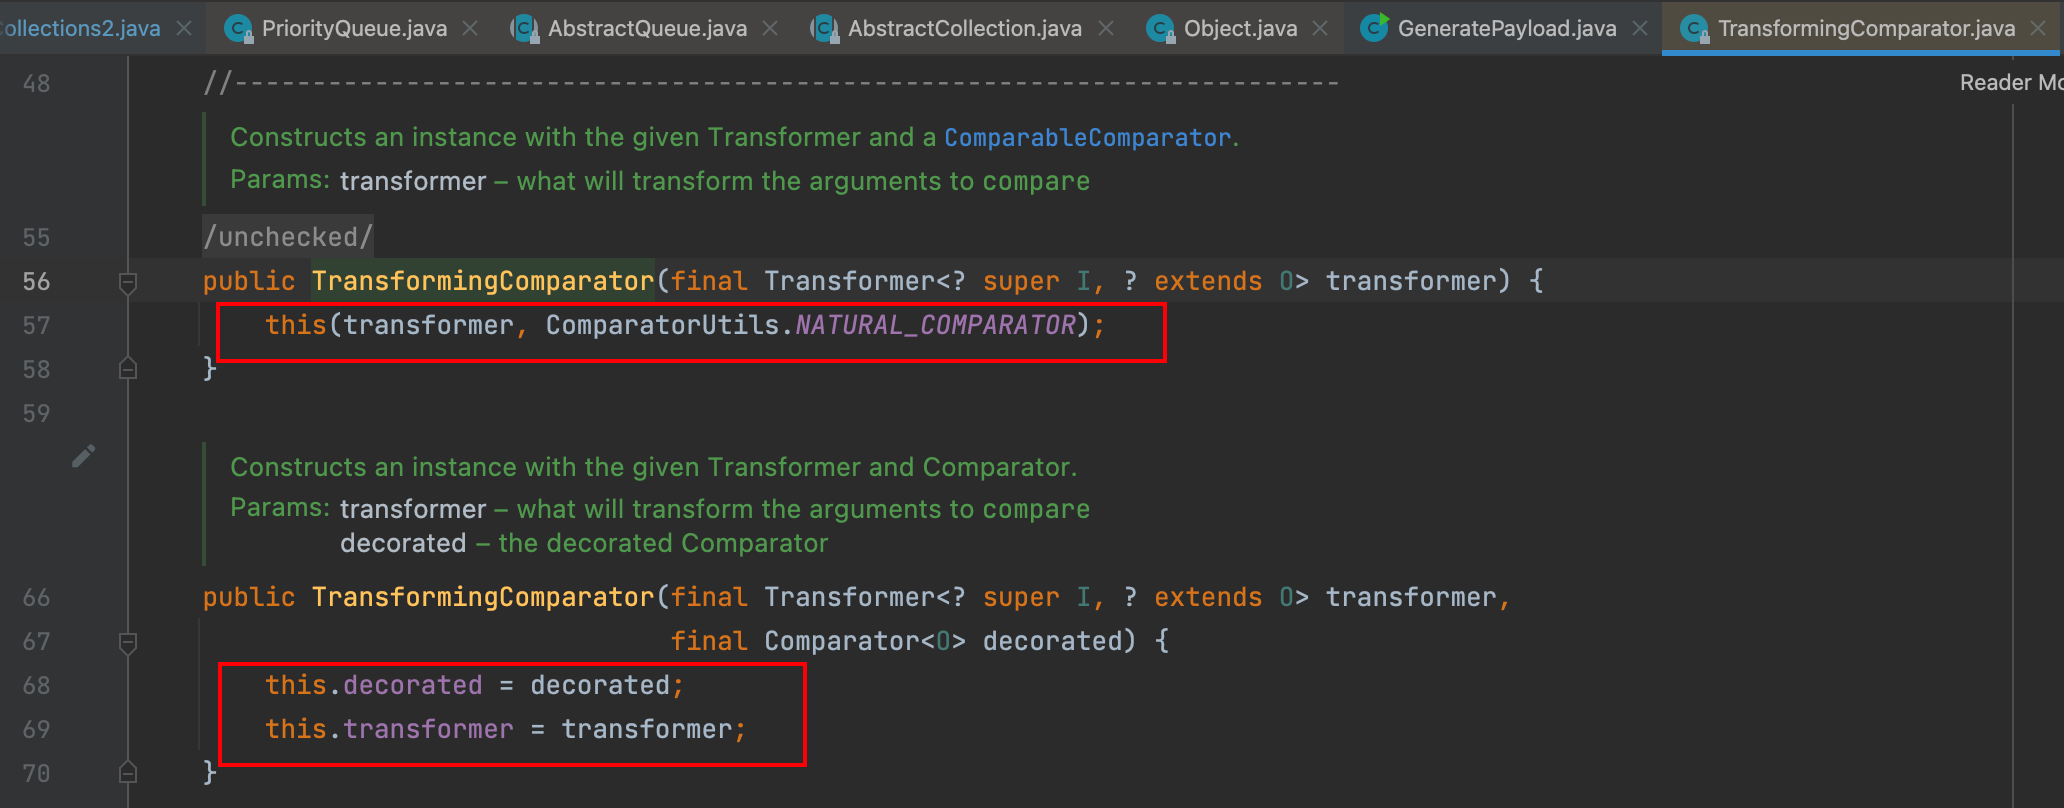 ollections2.java PriorityQueue.java AbstractQueue.java AbstractCollection.java Object.java GeneratePayload.java TransformingComparator.java
48 //----------------------------------------------------------------------- Reader Mo
Constructs an instance with the given Transformer and a ComparableComparator.
Params: transformer – what will transform the arguments to compare
55 /unchecked/
56 public TransformingComparator(final Transformer<? super I, ? extends O> transformer) {
57 this(transformer, ComparatorUtils.NATURAL_COMPARATOR);
58 }
59
Constructs an instance with the given Transformer and Comparator.
Params: transformer – what will transform the arguments to compare
decorated – the decorated Comparator
66 public TransformingComparator(final Transformer<? super I, ? extends O> transformer,
67 final Comparator<O> decorated) {
68 this.decorated = decorated;
69 this.transformer = transformer;
70 }